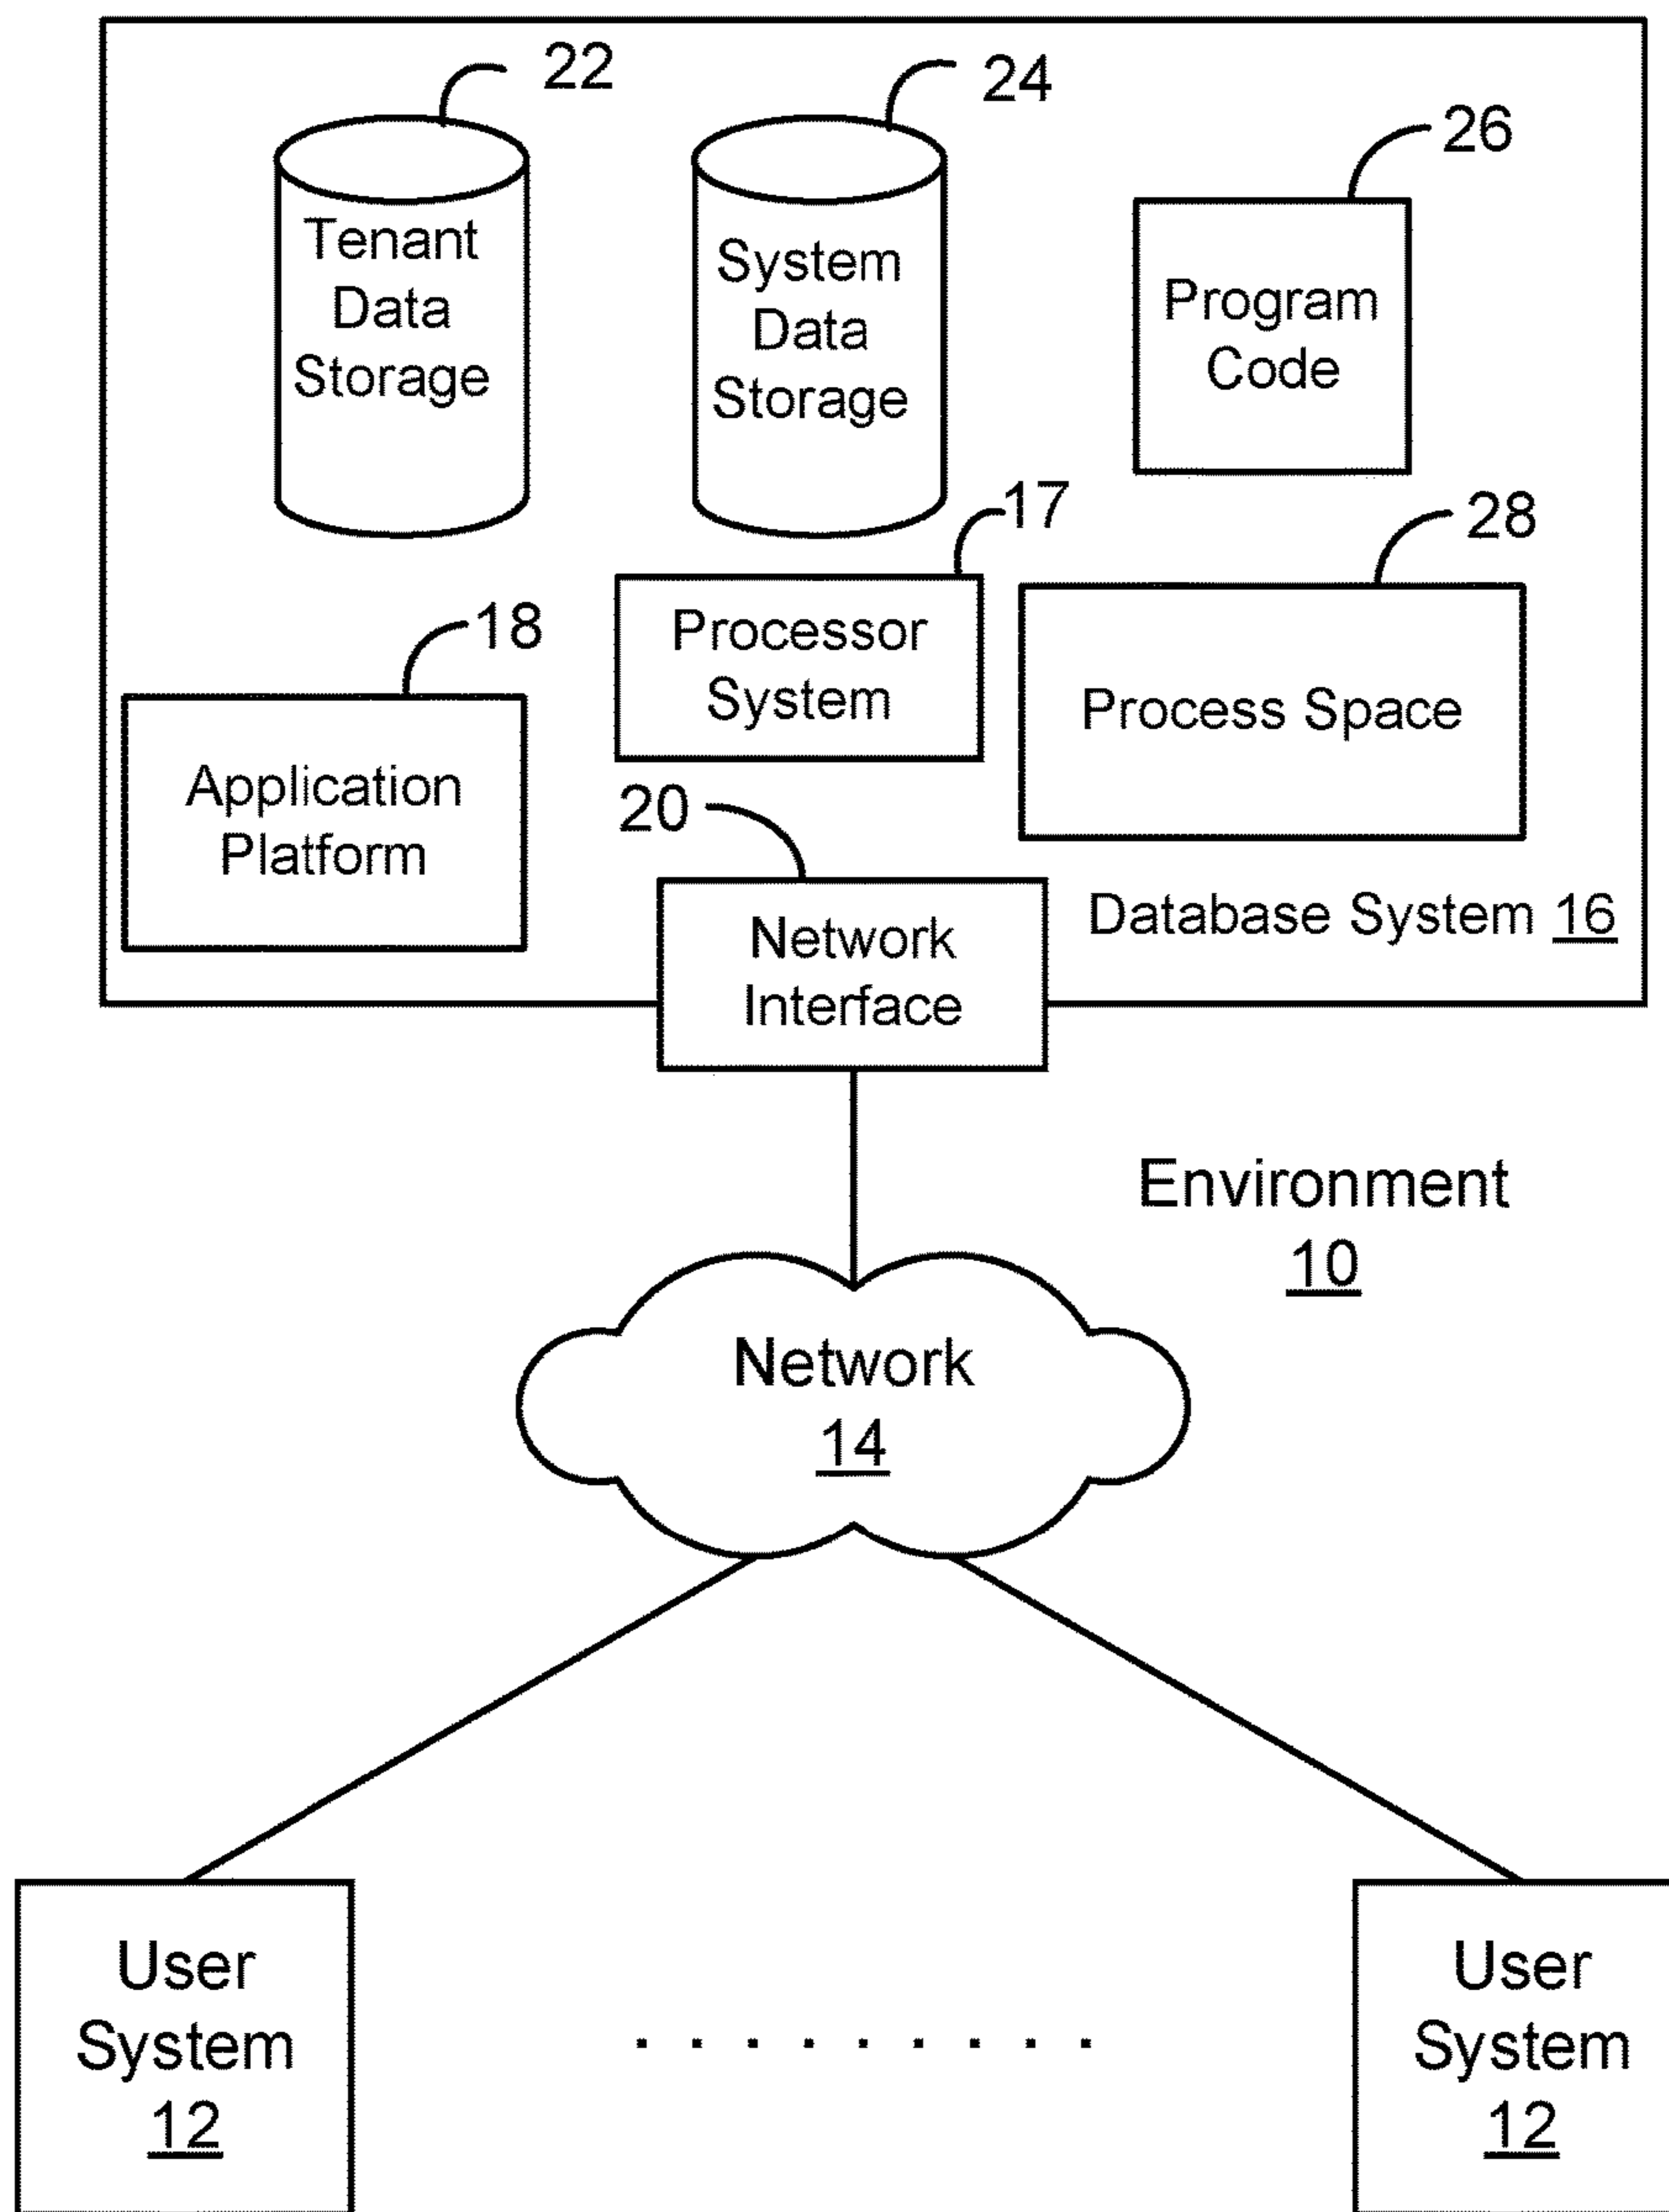 22
24
26
Tenant
Data
Storage
System
Data
Storage
Program
Code
17
28
18
Processor
System
Process Space
Application
Platform
20
Database System 16
Network
Interface
Environment
10
Network
14
User
System
12
User
System
12